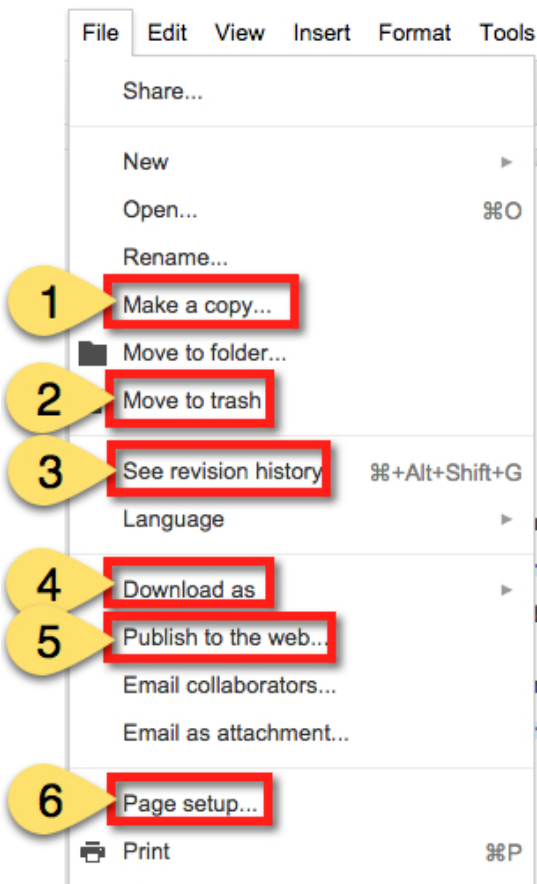 File Edit View Insert Format Tools
Share...
New ►
Open... ⌘O
Rename...
1 Make a copy...
Move to folder...
2 Move to trash
3 See revision history ⌘+Alt+Shift+G
Language ►
4 Download as ►
5 Publish to the web...
Email collaborators...
Email as attachment...
6 Page setup...
Print ⌘P